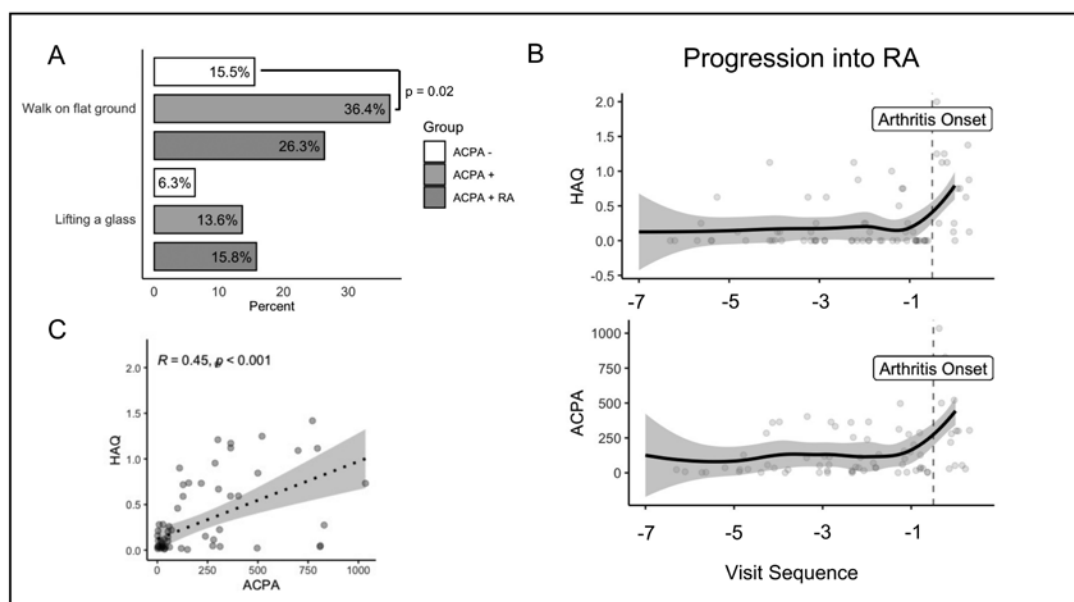 A
15.5%
p = 0.02
Walk on flat ground
36.4%
26.3%
6.3%
Lifting a glass
13.6%
15.8%
0
10
20
30
Percent
Group
ACPA -
ACPA +
ACPA + RA
B
Progression into RA
2.0
1.5
1.0
0.5
0.0
-0.5
HAQ
Arthritis Onset
-7
-5
-3
-1
1000
750
500
250
0
ACPA
Arthritis Onset
-7
-5
-3
-1
Visit Sequence
C
R = 0.45, p < 0.001
2.0
1.5
1.0
0.5
0.0
HAQ
0
250
500
750
1000
ACPA